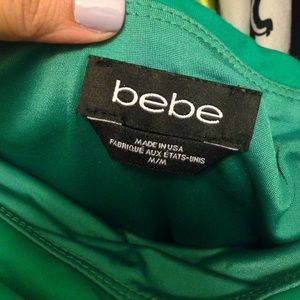 bebe
MADE IN USA
FABRIQUÉ AUX ÉTATS-UNIS
M/M